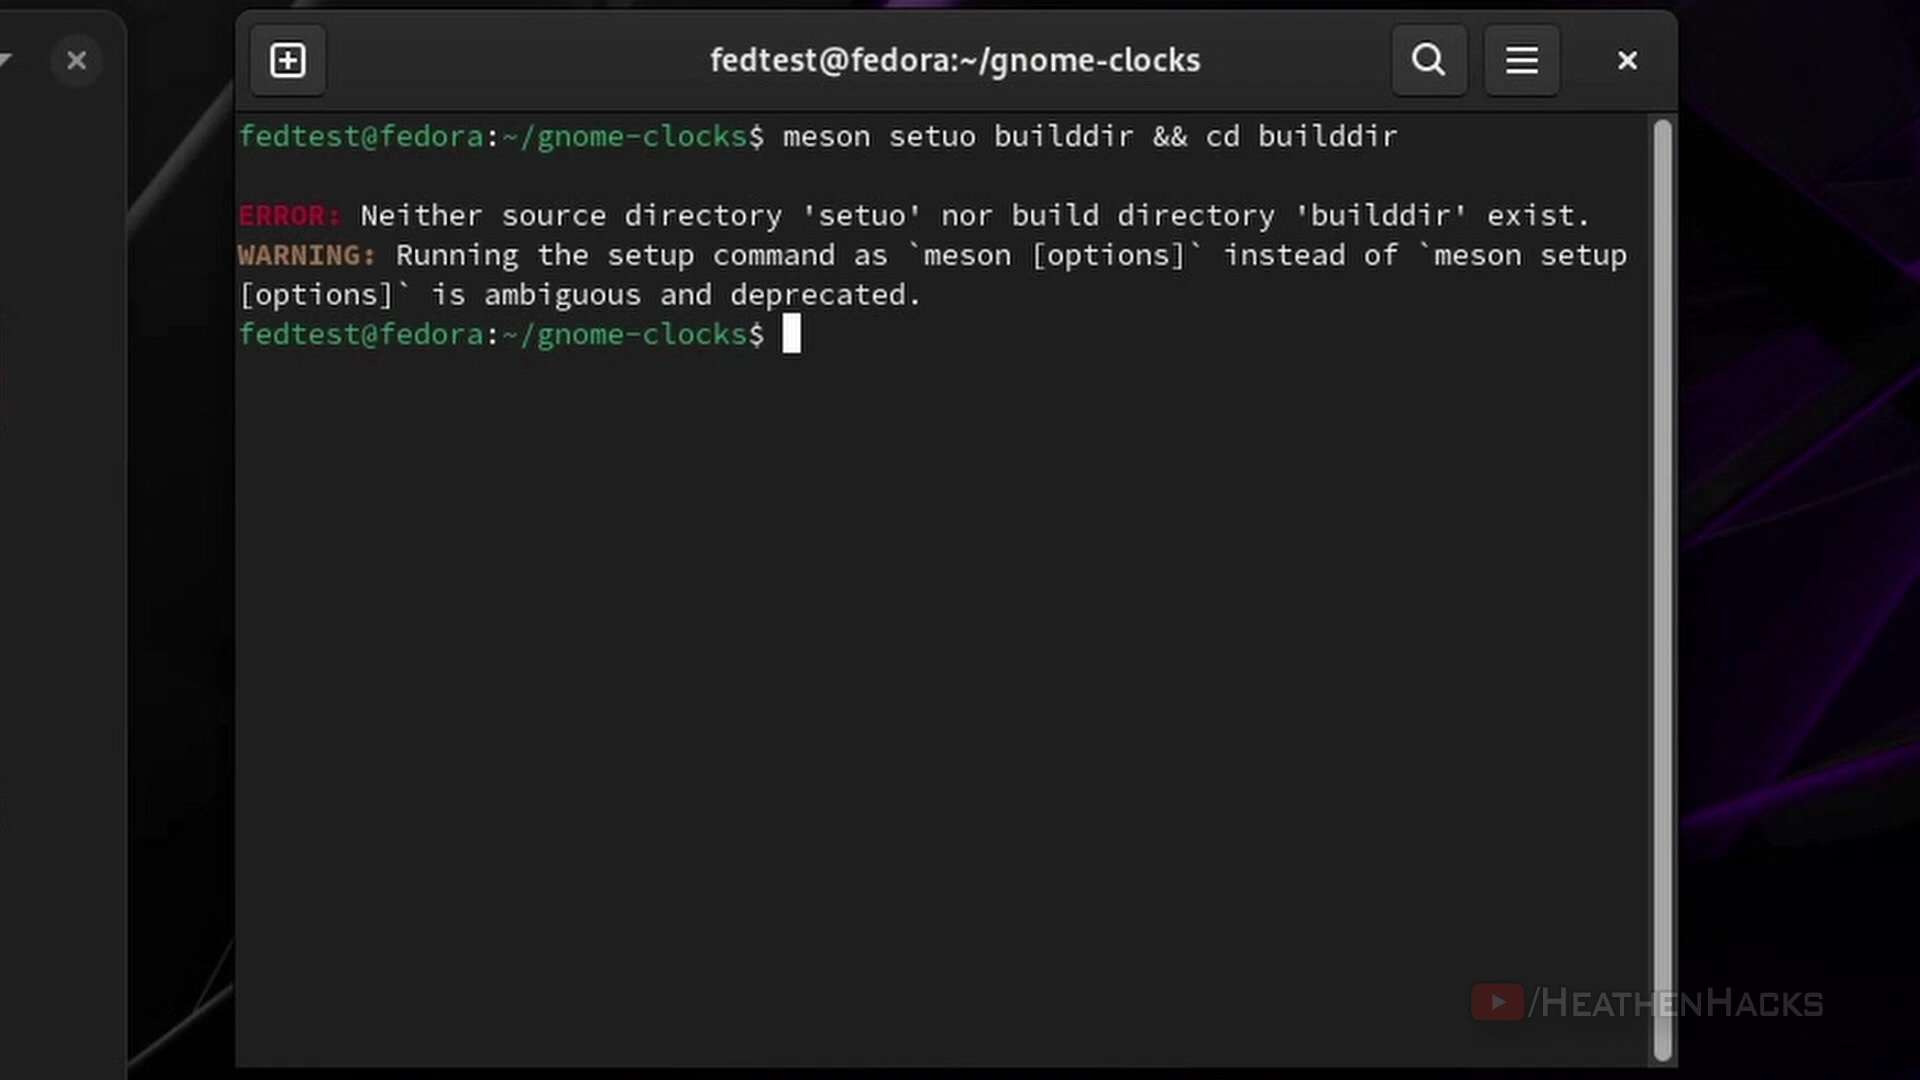 fedtest@fedora:~/gnome-clocks
fedtest@fedora:~/gnome-clocks$ meson setuo builddir && cd builddir
ERROR: Neither source directory 'setuo' nor build directory 'builddir' exist.
WARNING: Running the setup command as `meson [options]` instead of `meson setup
[options]` is ambiguous and deprecated.
fedtest@fedora:~/gnome-clocks$
/HEATHENHACKS